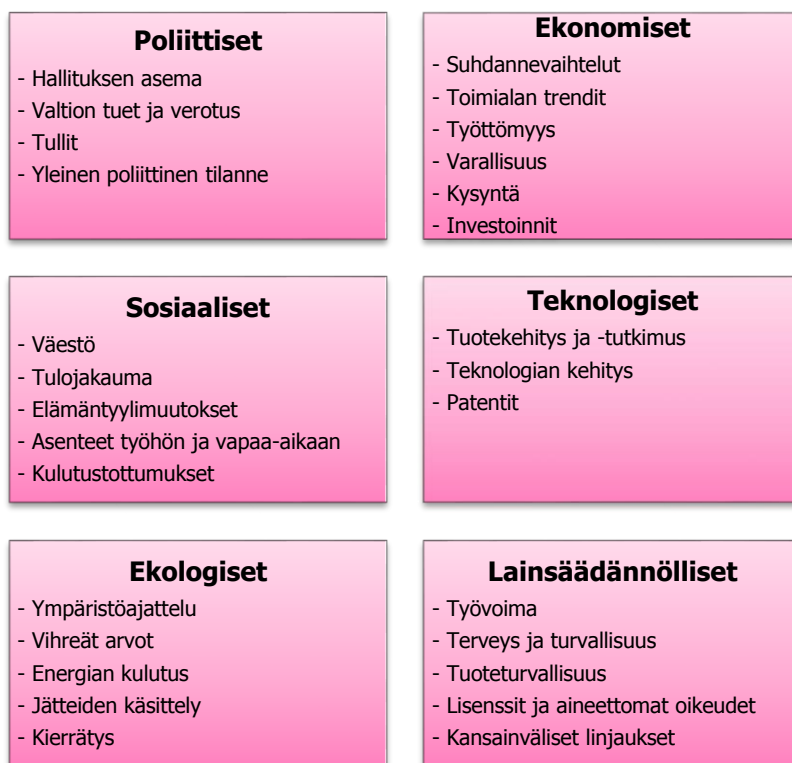 Poliittiset
- Hallituksen asema
- Valtion tuet ja verotus
- Tullit
- Yleinen poliittinen tilanne
Ekonomiset
- Suhdannevaihtelut
- Toimialan trendit
- Työttömyys
- Varallisuus
- Kysyntä
- Investoinnit
Sosiaaliset
- Väestö
- Tulojakauma
- Elämäntyylimuutokset
- Asenteet työhön ja vapaa-aikaan
- Kulutustottumukset
Teknologiset
- Tuotekehitys ja -tutkimus
- Teknologian kehitys
- Patentit
Ekologiset
- Ympäristöajattelu
- Vihreät arvot
- Energian kulutus
- Jätteiden käsittely
- Kierrätys
Lainsäädännölliset
- Työvoima
- Terveys ja turvallisuus
- Tuoteturvallisuus
- Lisenssit ja aineettomat oikeudet
- Kansainväliset linjaukset